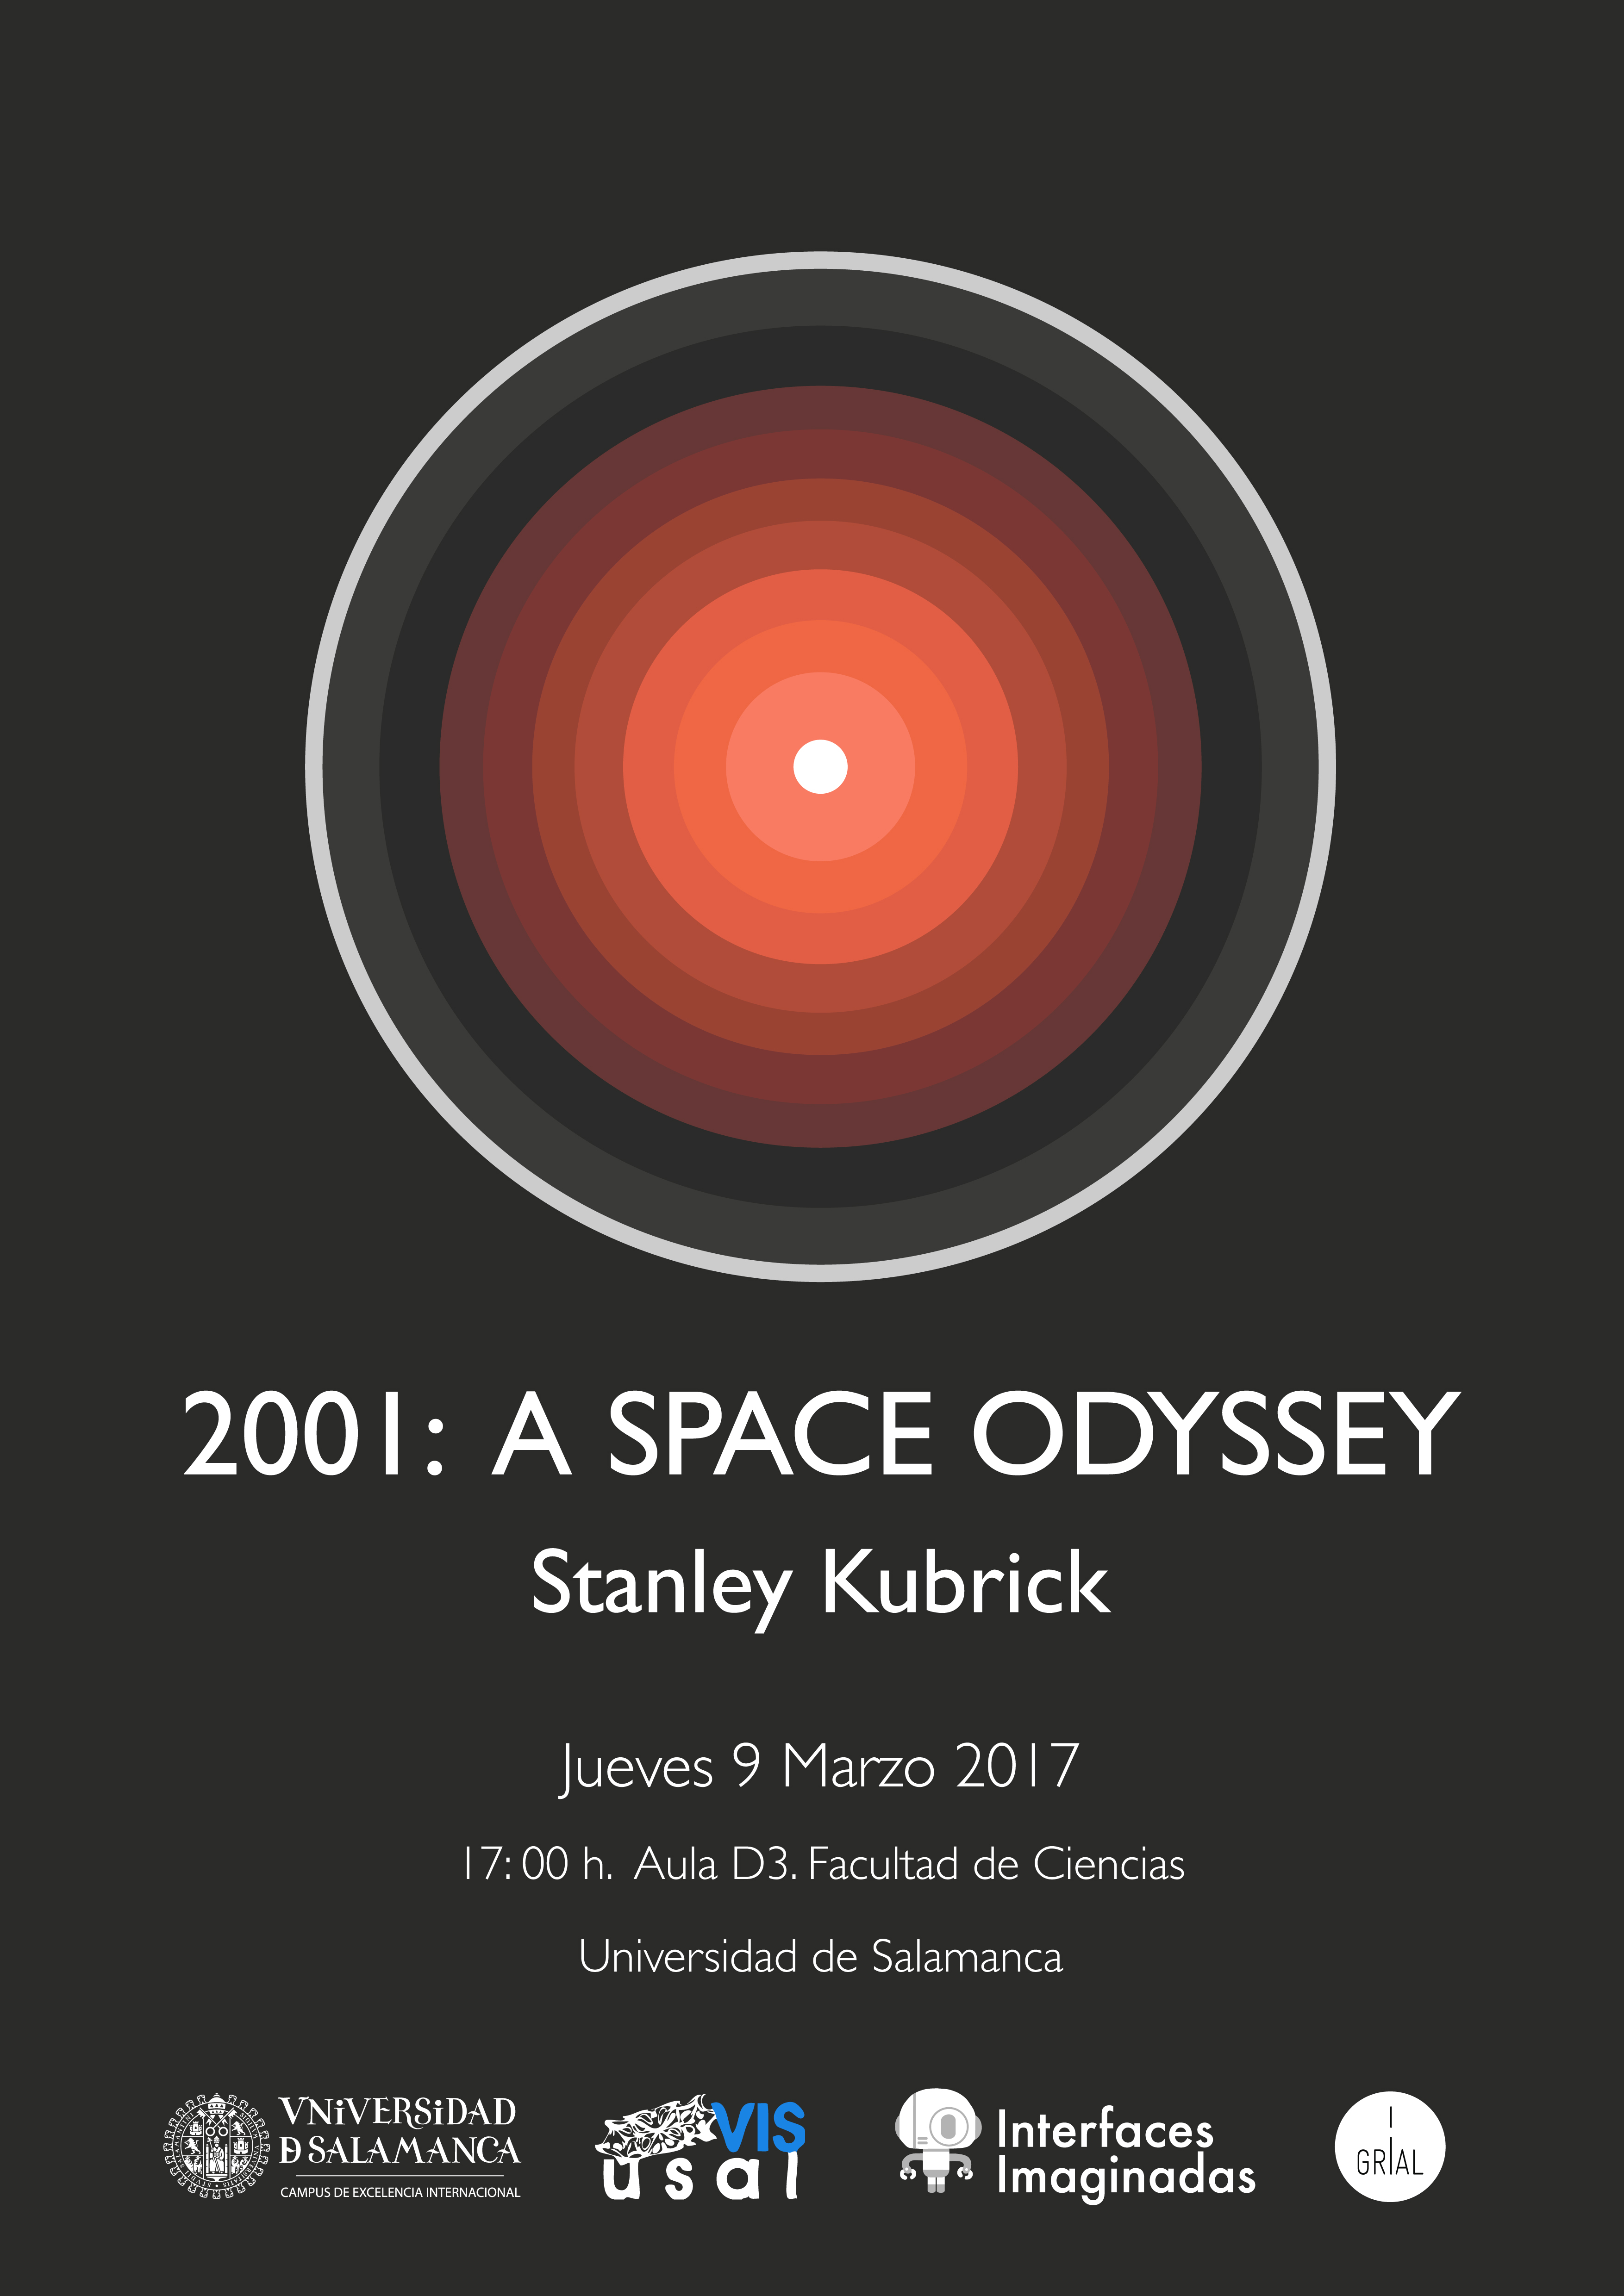 2001: A SPACE ODYSSEY
Stanley Kubrick
Jueves 9 Marzo 2017
17:00 h. Aula D3. Facultad de Ciencias
Universidad de Salamanca
VNiVERSiDAD
D SALAMANCA
CAMPUS DE EXCELENCIA INTERNACIONAL
VIS
usal
Interfaces
Imaginadas
GRIAL